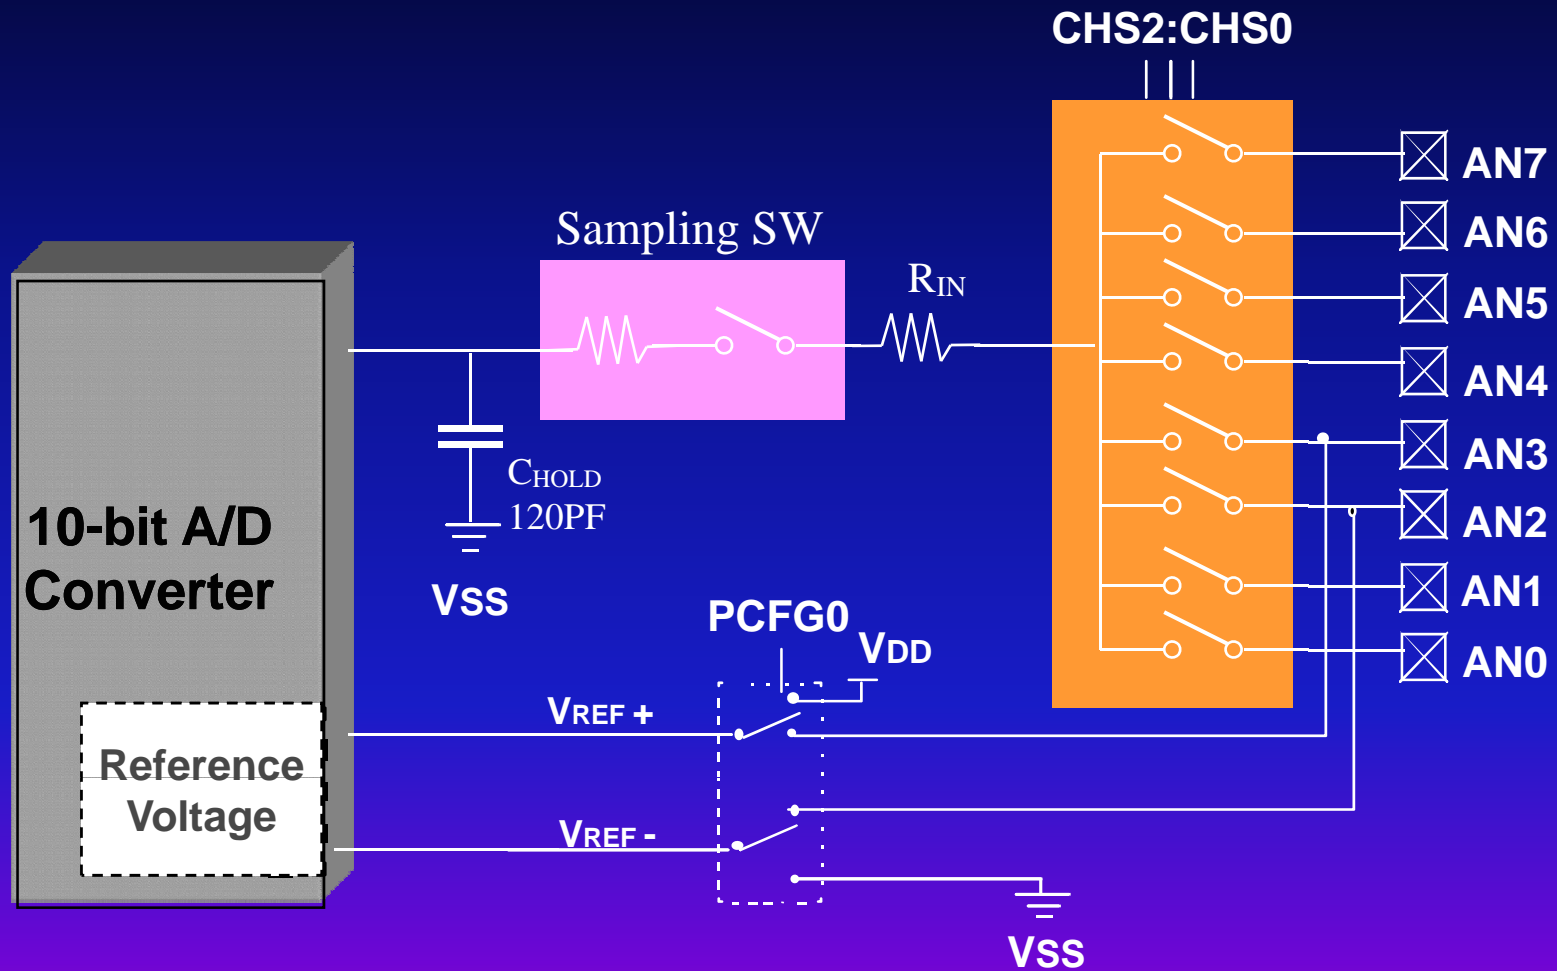 CHS2:CHS0
AN7
AN6
AN5
AN4
AN3
AN2
AN1
AN0
Sampling SW
RIN
CHOLD
120PF
VSS
10-bit A/D
Converter
PCFG0
VDD
VREF +
Reference
Voltage
VREF -
VSS